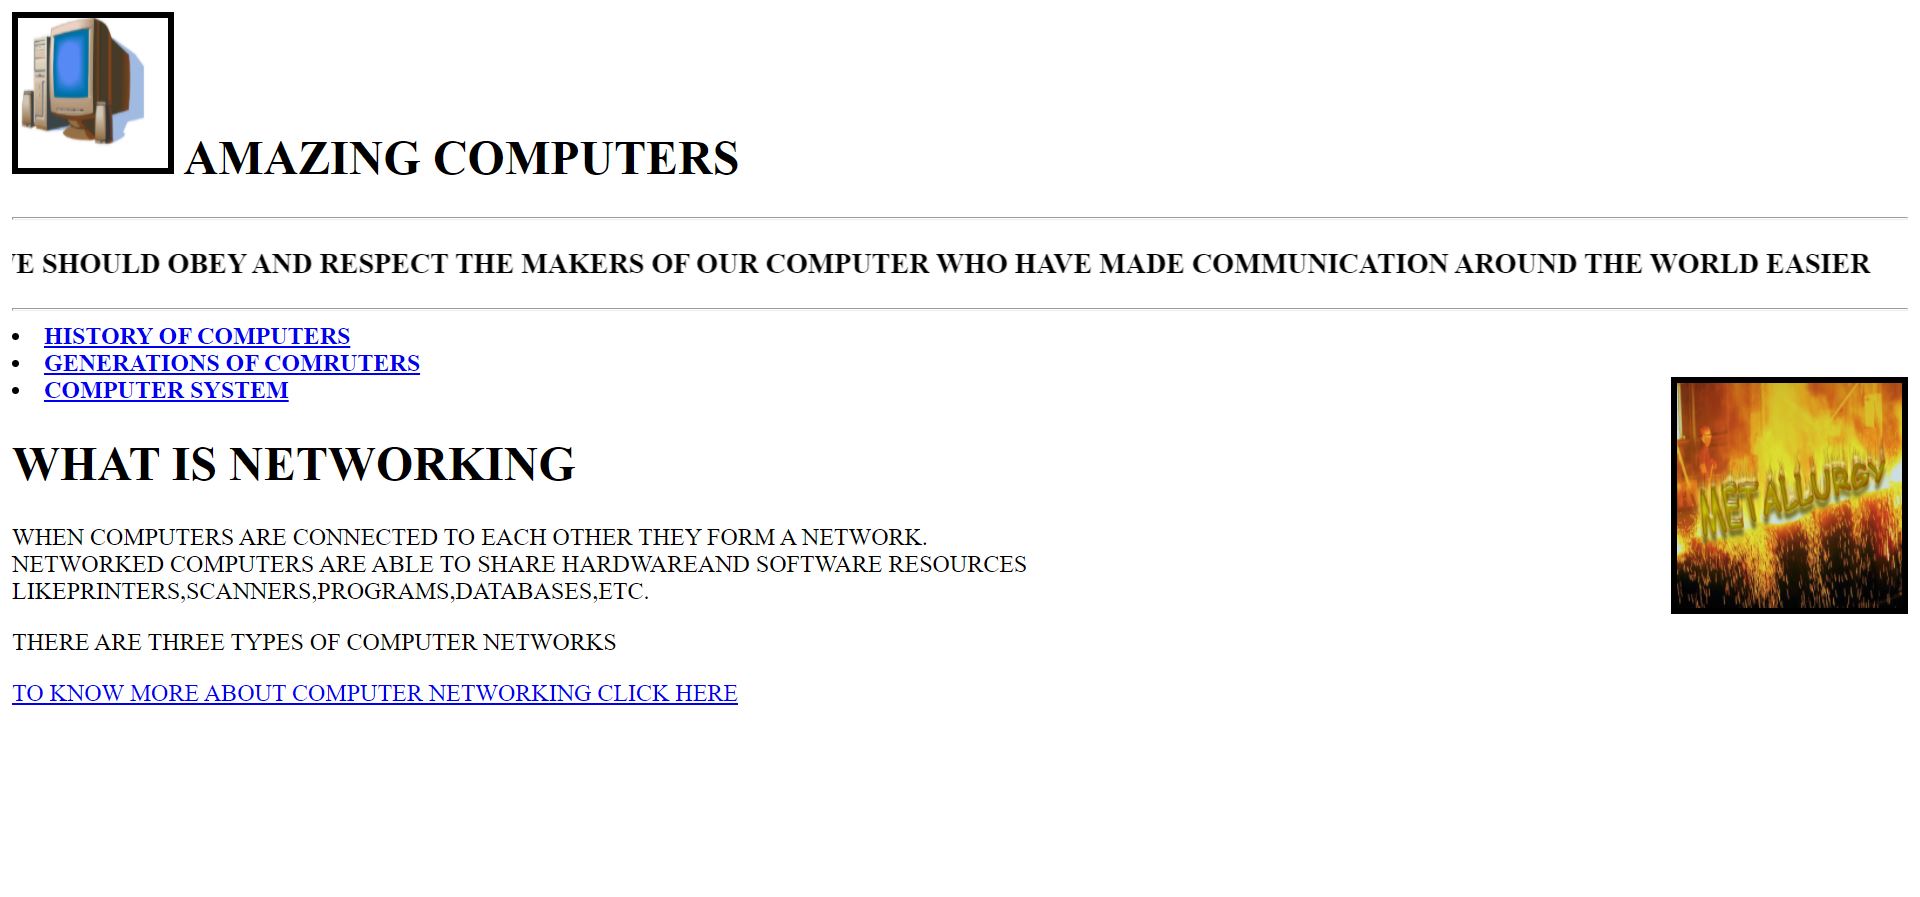 AMAZING COMPUTERS
E SHOULD OBEY AND RESPECT THE MAKERS OF OUR COMPUTER WHO HAVE MADE COMMUNICATION AROUND THE WORLD EASIER
HISTORY OF COMPUTERS
GENERATIONS OF COMRUTERS
COMPUTER SYSTEM
METALLURGY
WHAT IS NETWORKING
WHEN COMPUTERS ARE CONNECTED TO EACH OTHER THEY FORM A NETWORK.
NETWORKED COMPUTERS ARE ABLE TO SHARE HARDWAREAND SOFTWARE RESOURCES
LIKEPRINTERS,SCANNERS,PROGRAMS,DATABASES,ETC.
THERE ARE THREE TYPES OF COMPUTER NETWORKS
TO KNOW MORE ABOUT COMPUTER NETWORKING CLICK HERE